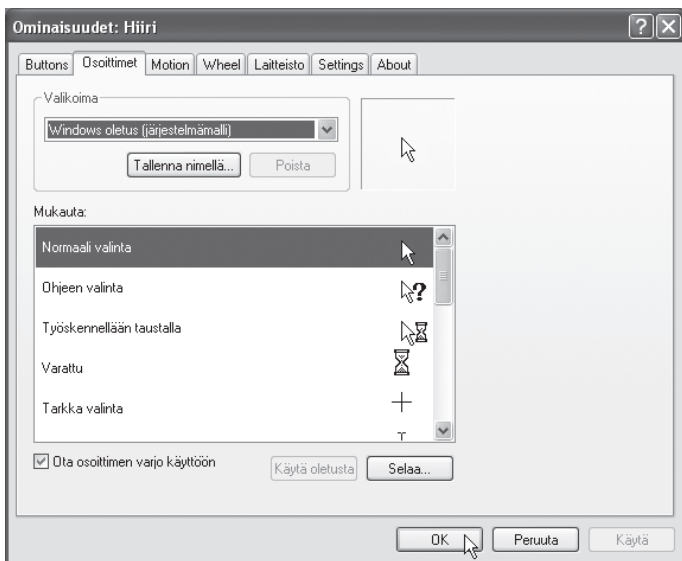 Ominaisuudet: Hiiri
Buttons Osoittimet Motion Wheel Laitteisto Settings About
Valikoima
Windows oletus (järjestelmämalli)
Tallenna nimellä... Poista
Mukauta:
Normaali valinta
Ohjeen valinta
Työskennellään taustalla
Varattu
Tarkka valinta
Ota osoittimen varjo käyttöön
Käytä oletusta Selaa...
OK Peruuta Käytä